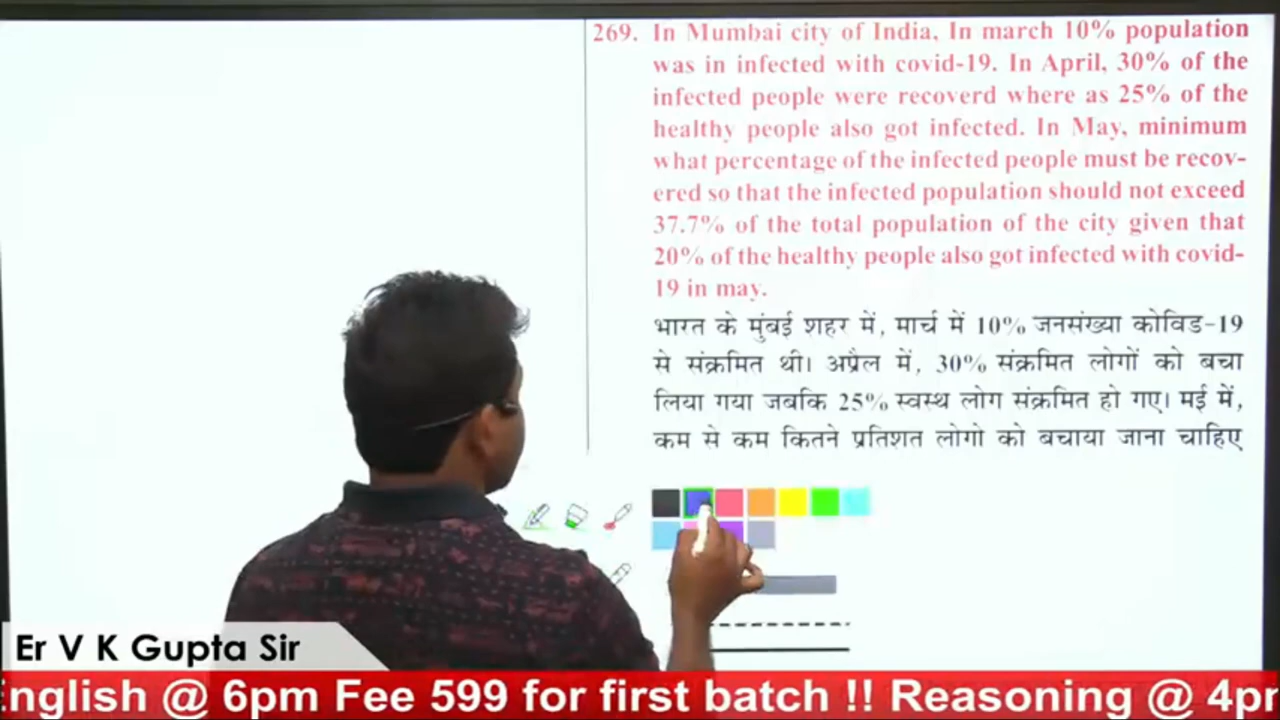 269. In Mumbai city of India, In march 10% population
was in infected with covid-19. In April, 30% of the
infected people were recoverd where as 25% of the
healthy people also got infected. In May, minimum
what percentage of the infected people must be recov-
ered so that the infected population should not exceed
37.7% of the total population of the city given that
20% of the healthy people also got infected with covid-
19 in may.
भारत के मुंबई शहर में, मार्च में 10% जनसंख्या कोविड-19
से संक्रमित थी। अप्रैल में, 30% संक्रमित लोगों को बचा
लिया गया जबकि 25% स्वस्थ लोग संक्रमित हो गए। मई में,
कम से कम कितने प्रतिशत लोगो को बचाया जाना चाहिए
Er V K Gupta Sir
English @ 6pm Fee 599 for first batch !! Reasoning @ 4pm